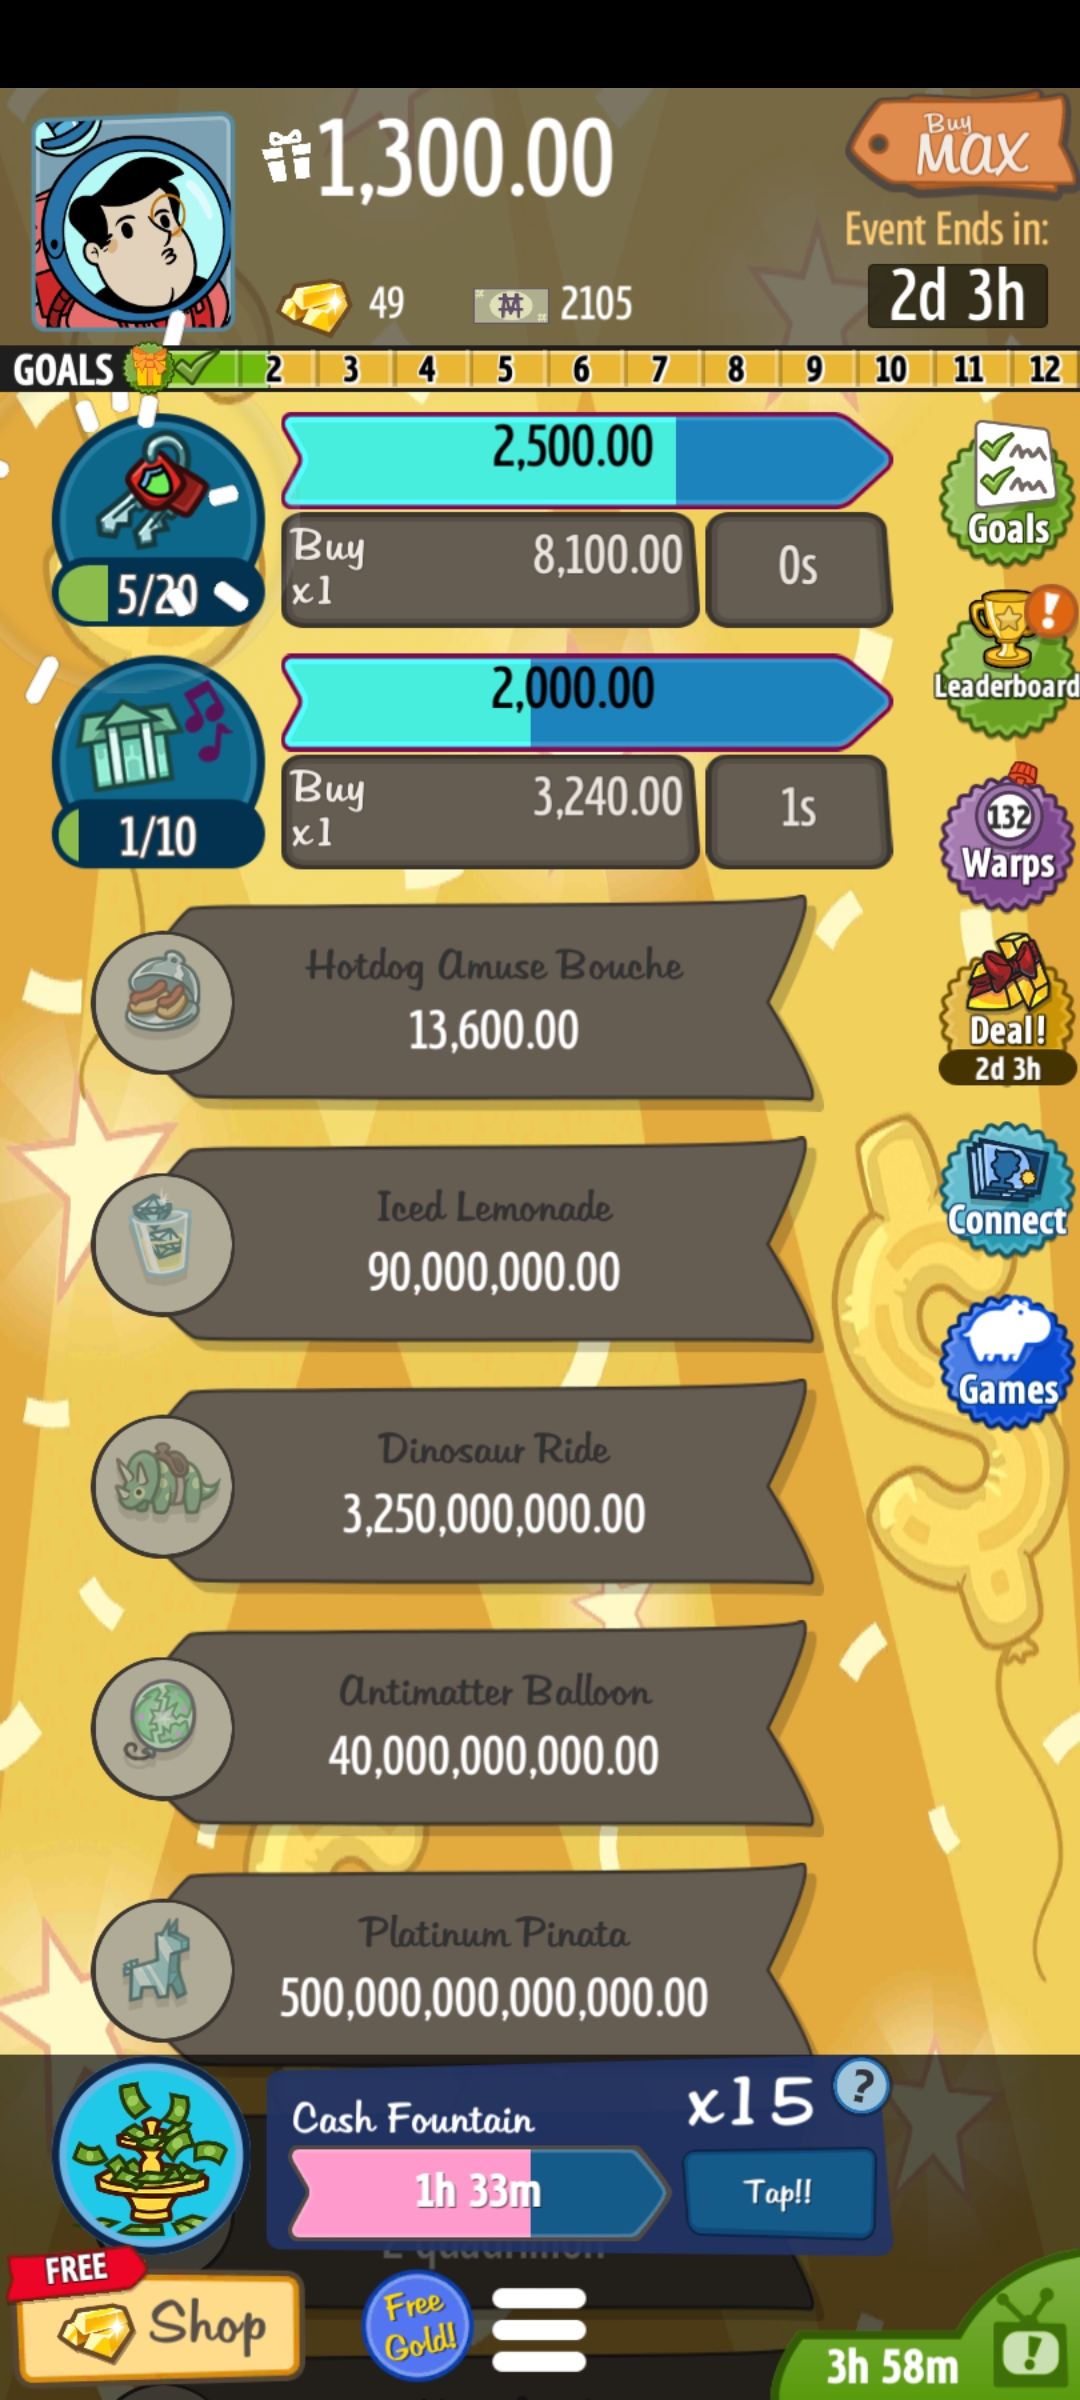 1,300.00
Buy
MAX
Event Ends in:
2d 3h
49
2105
GOALS
2 3 4 5 6 7 8 9 10 11 12
2,500.00
Buy
x1
8,100.00
0s
5/20
Goals
Leaderboard
2,000.00
Buy
x1
3,240.00
1s
1/10
132
Warps
Hotdog Amuse Bouche
13,600.00
Deal!
2d 3h
Iced Lemonade
90,000,000.00
Connect
Dinosaur Ride
3,250,000,000.00
Games
Antimatter Balloon
40,000,000,000.00
Platinum Pinata
500,000,000,000,000.00
Cash Fountain
x15
?
1h 33m
Tap!!
FREE
Shop
Free
Gold!
3h 58m